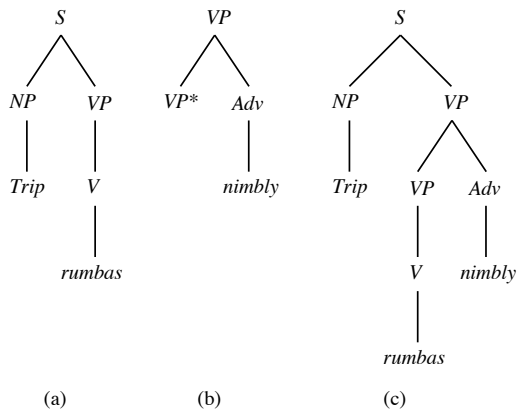 S VP S
NP VP VP* Adv NP VP
Trip V nimbly Trip VP Adv
rumbas V nimbly
rumbas
(a) (b) (c)